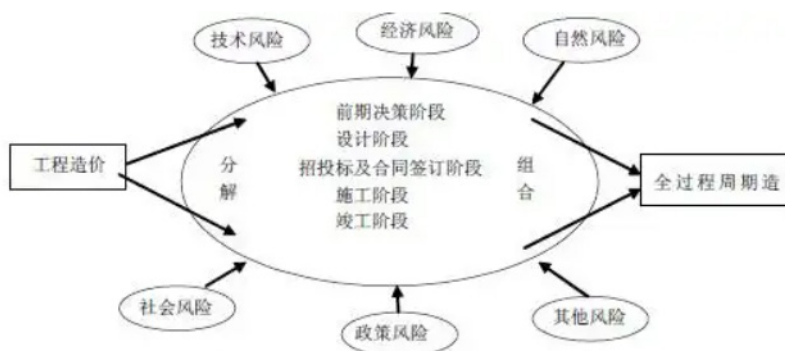 技术风险
经济风险
自然风险
前期决策阶段
设计阶段
招投标及合同签订阶段
施工阶段
竣工阶段
工程造价
分解
组合
全过程周期造
社会风险
政策风险
其他风险